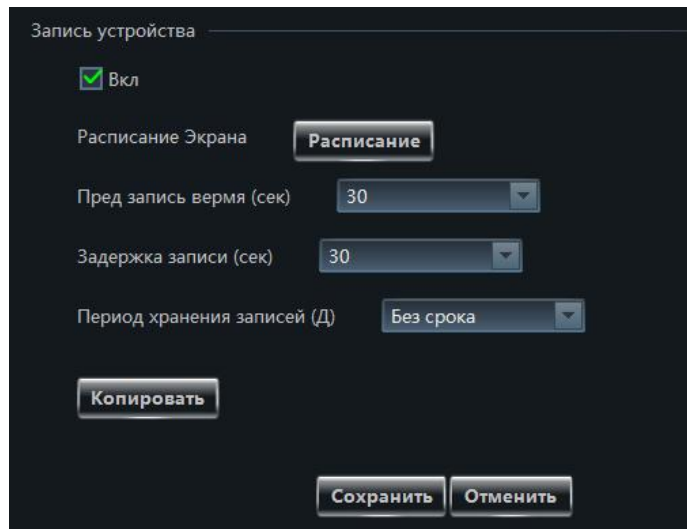 Запись устройства
Вкл
Расписание Экрана Расписание
Пред запись вермя (сек) 30
Задержка записи (сек) 30
Период хранения записей (Д) Без срока
Копировать
Сохранить Отменить